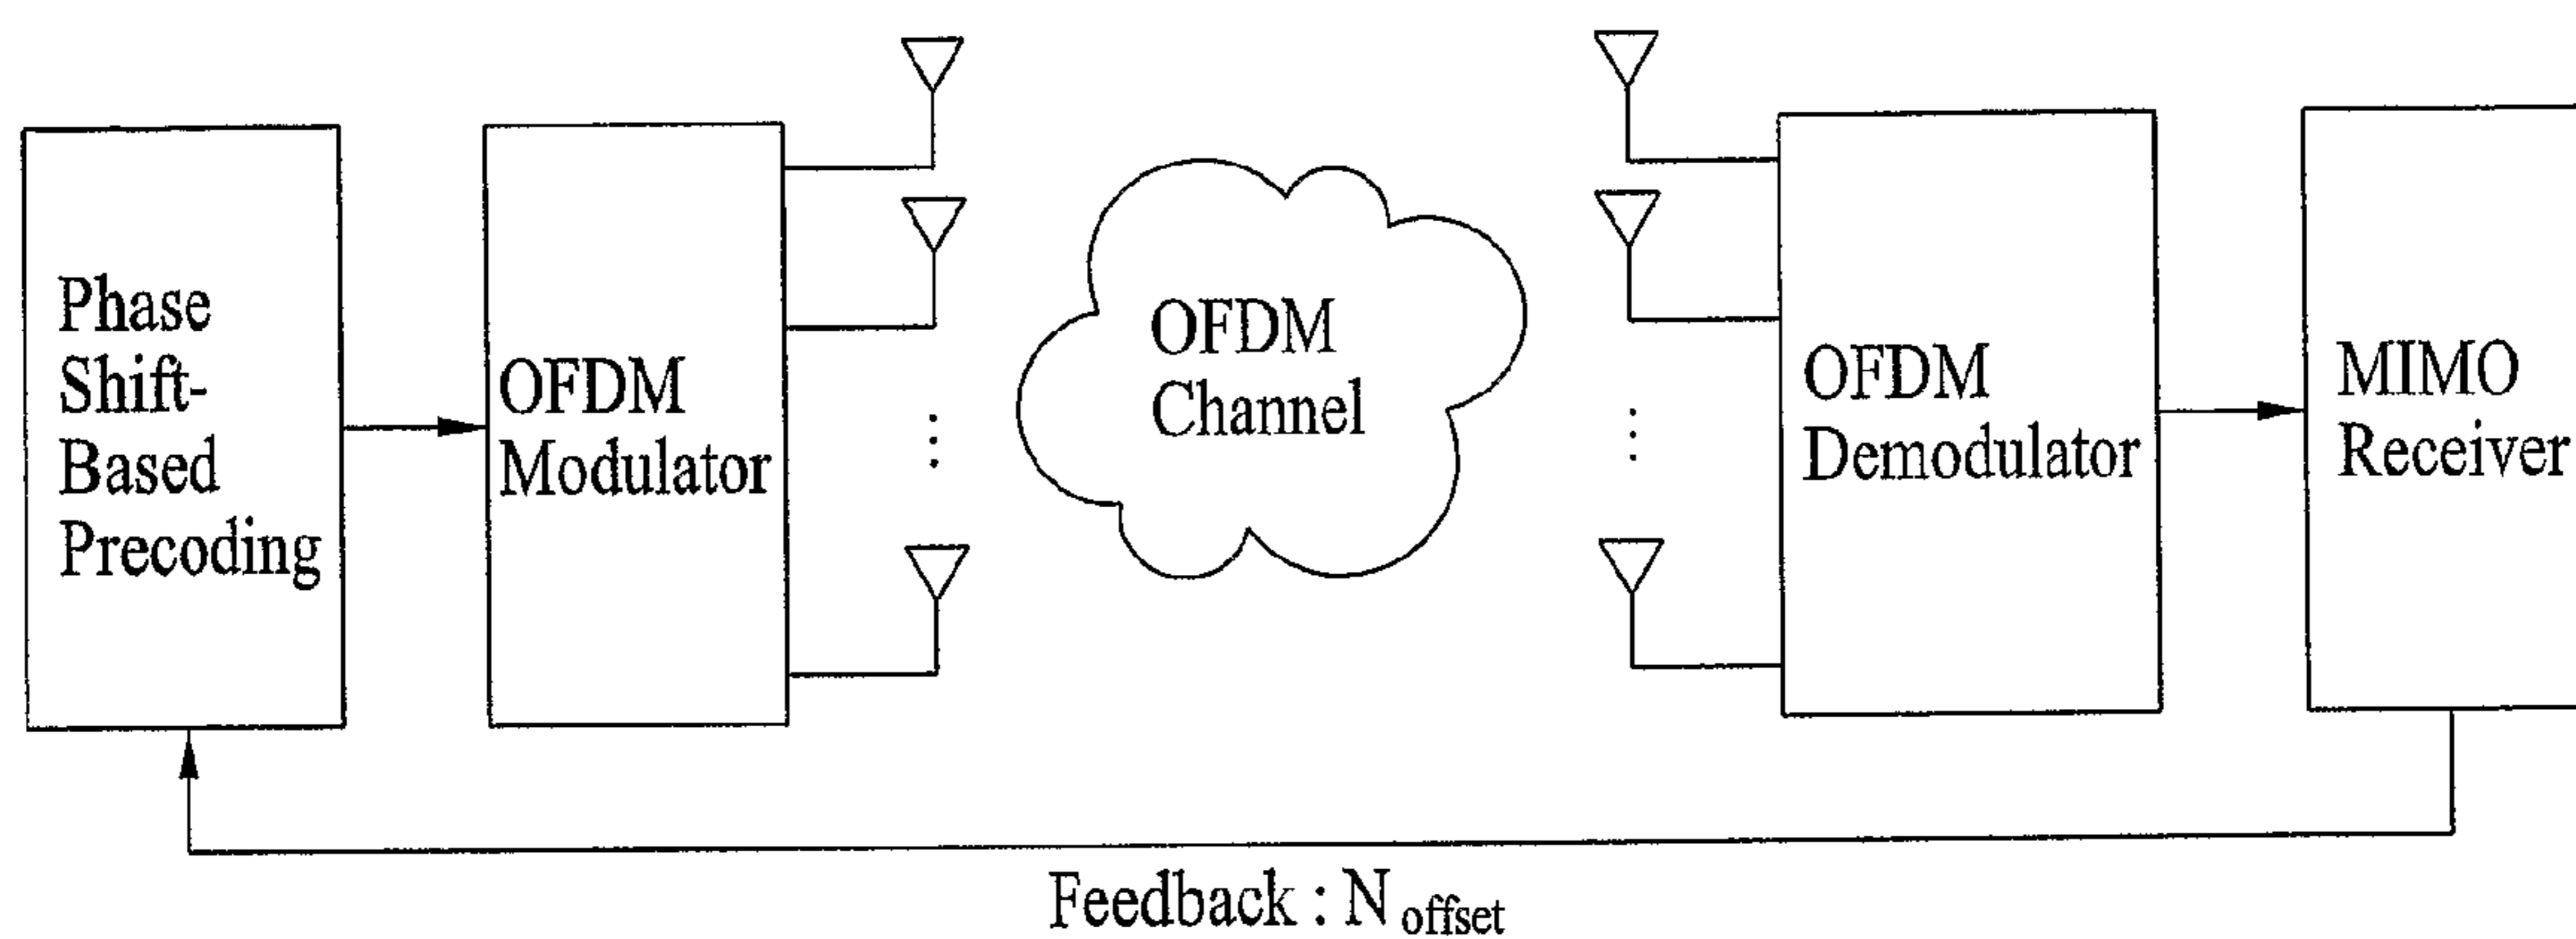 Phase
Shift-
Based
Precoding
OFDM
Modulator
OFDM
Channel
OFDM
Demodulator
MIMO
Receiver
Feedback : N offset